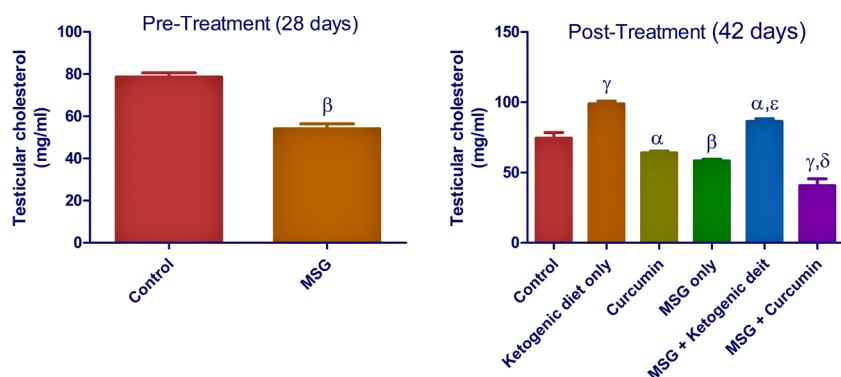 Pre-Treatment (28 days)
Testicular cholesterol
(mg/ml)
100
80
60
40
20
0
β
Control
MSG
Post-Treatment (42 days)
Testicular cholesterol
(mg/ml)
150
100
50
0
γ
α
β
α,ε
γ,δ
Control
Ketogenic diet only
Curcumin
MSG only
MSG + Ketogenic deit
MSG + Curcumin